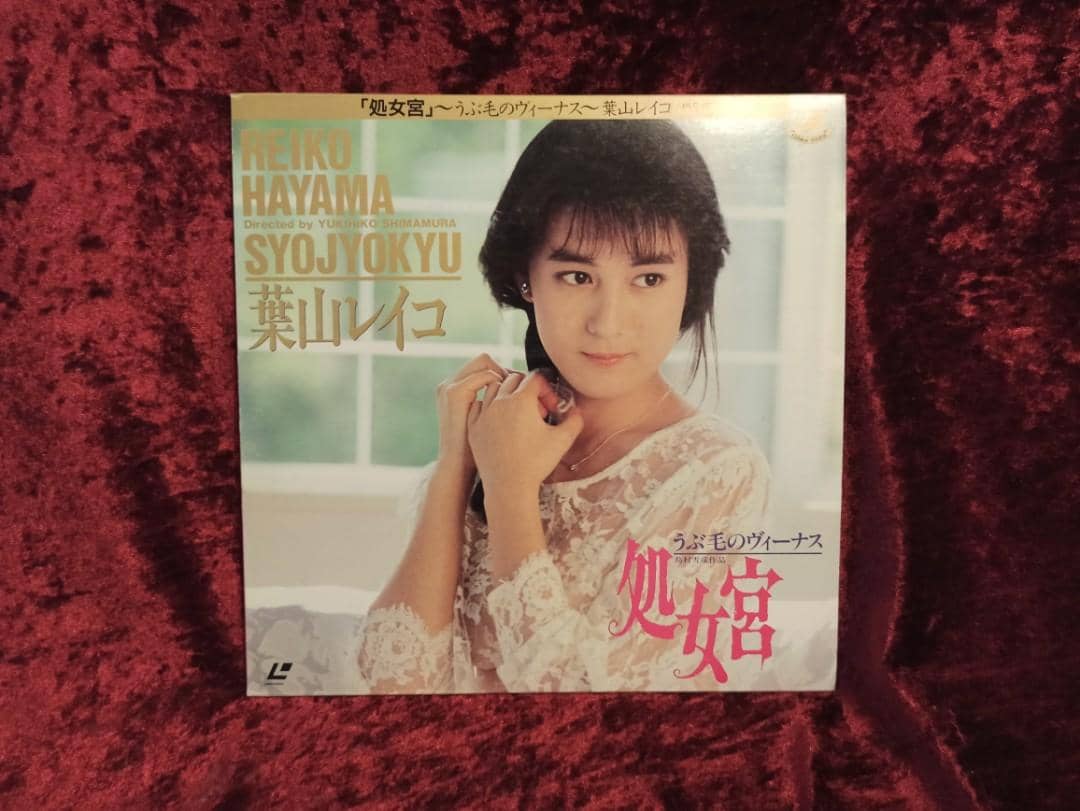 「処女宮」～うぶ毛のヴィーナス～ 葉山レイコ
REIKO
HAYAMA
Directed by YUKIHIKO SHIMAMURA
SYOJYOKYU
葉山レイコ
うぶ毛のヴィーナス
処女宮